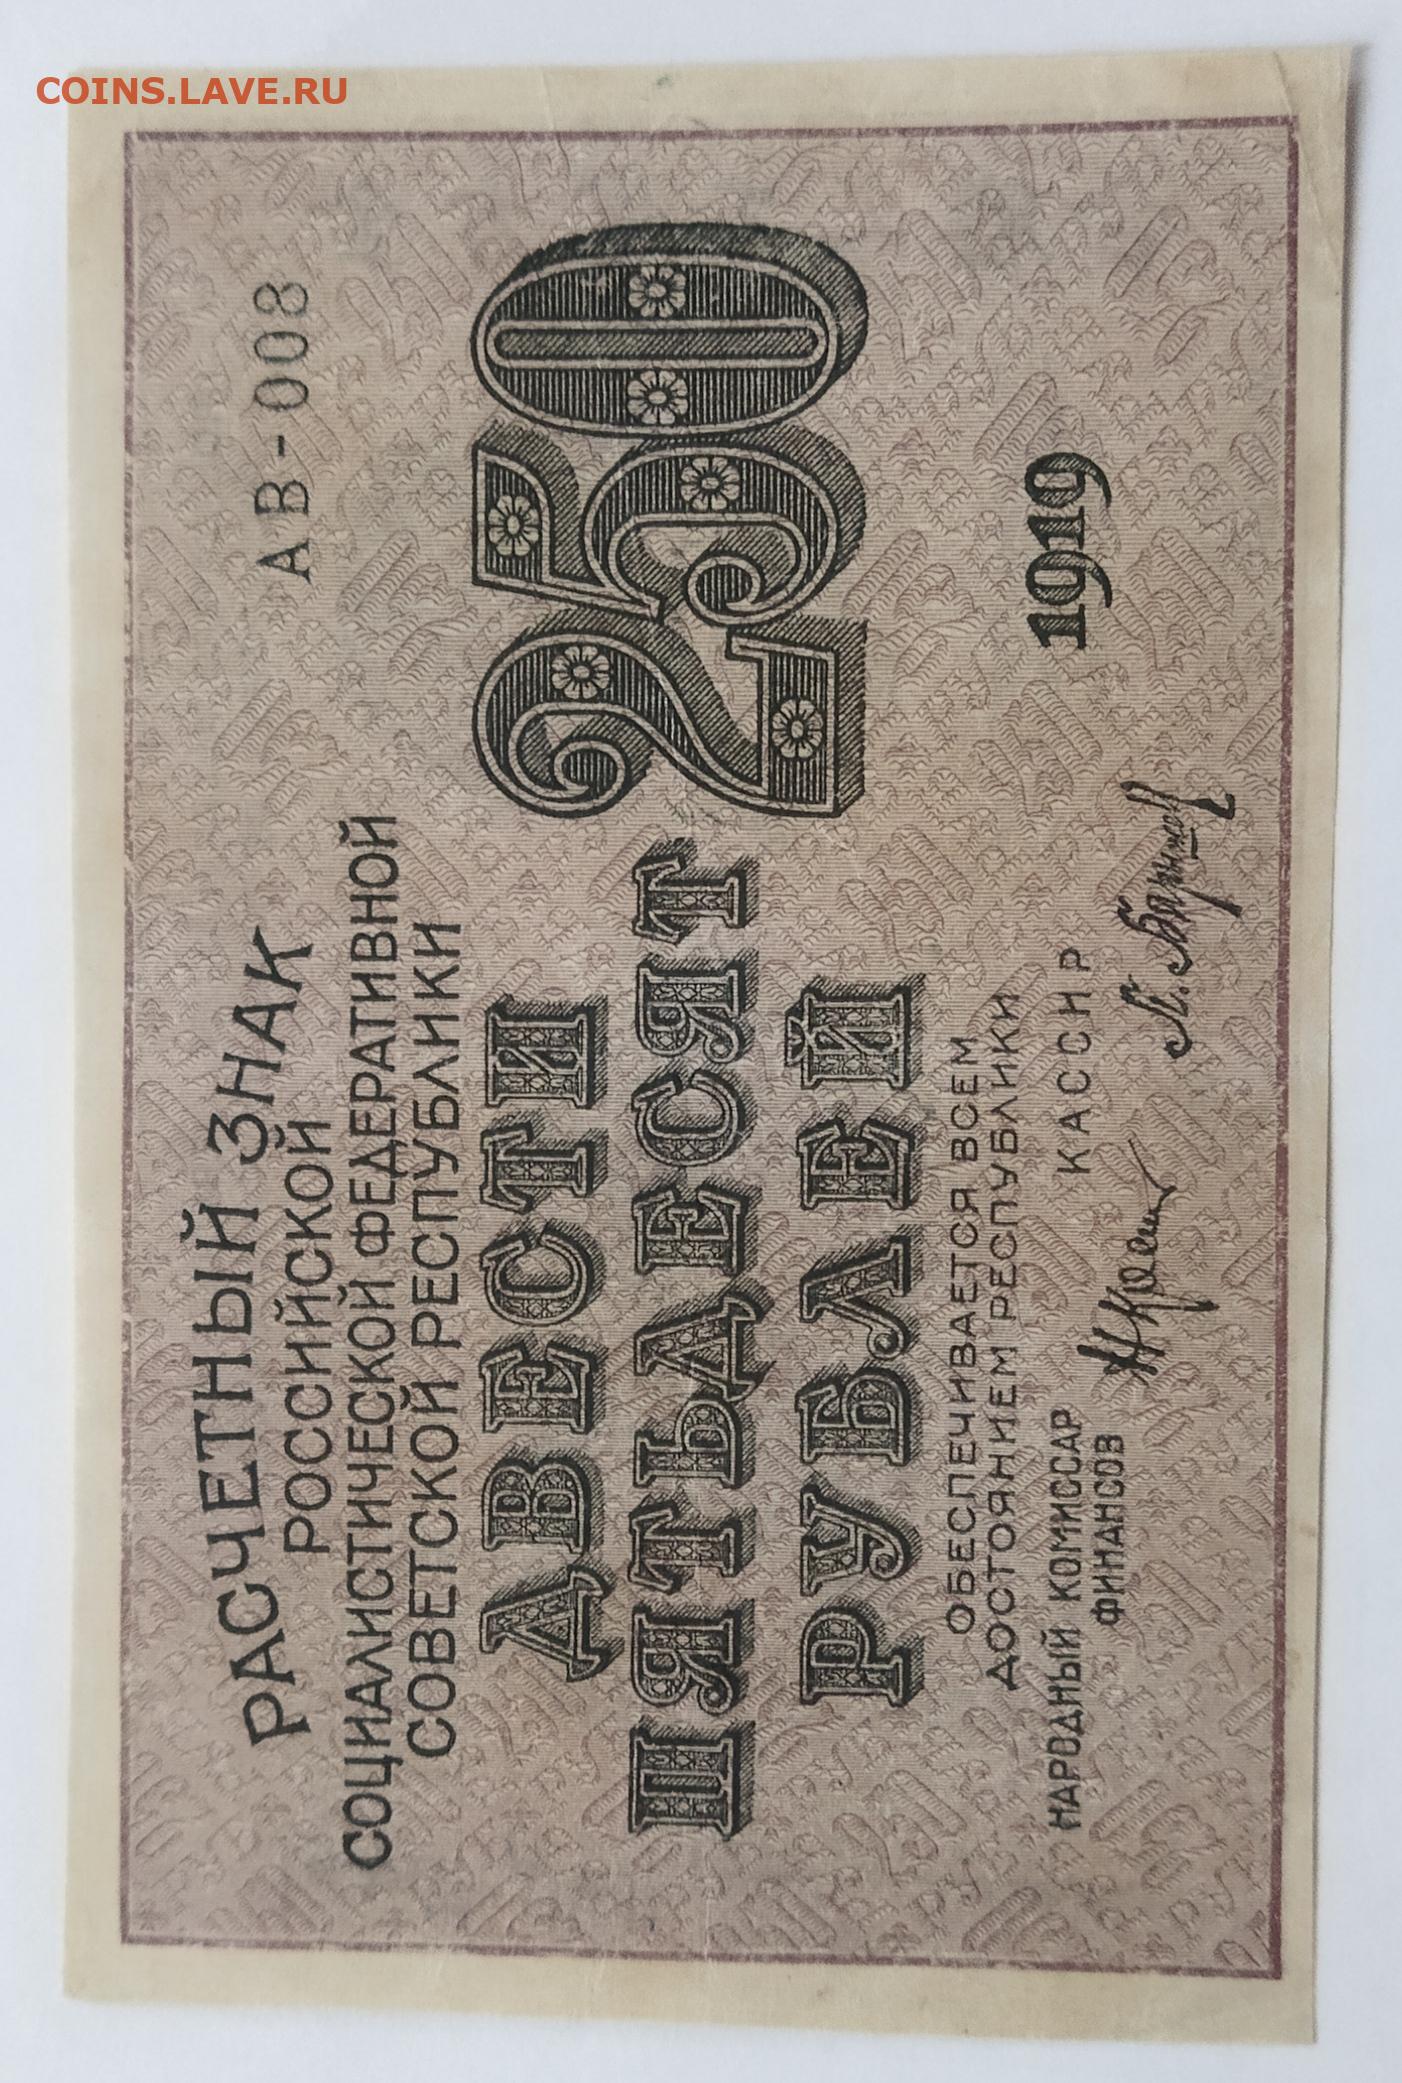 COINS.LAVE.RU
РАСЧЕТНЫЙ ЗНАК
АВ-008
РОССИЙСКОЙ
СОЦИАЛИСТИЧЕСКОЙ ФЕДЕРАТИВНОЙ
СОВЕТСКОЙ РЕСПУБЛИКИ
ДВЕСТИ
ПЯТЬДЕСЯТ
РУБЛЕЙ
250
ОБЕСПЕЧИВАЕТСЯ ВСЕМ
ДОСТОЯНИЕМ РЕСПУБЛИКИ
1919
НАРОДНЫЙ КОМИССАР
ФИНАНСОВ
КАССИР